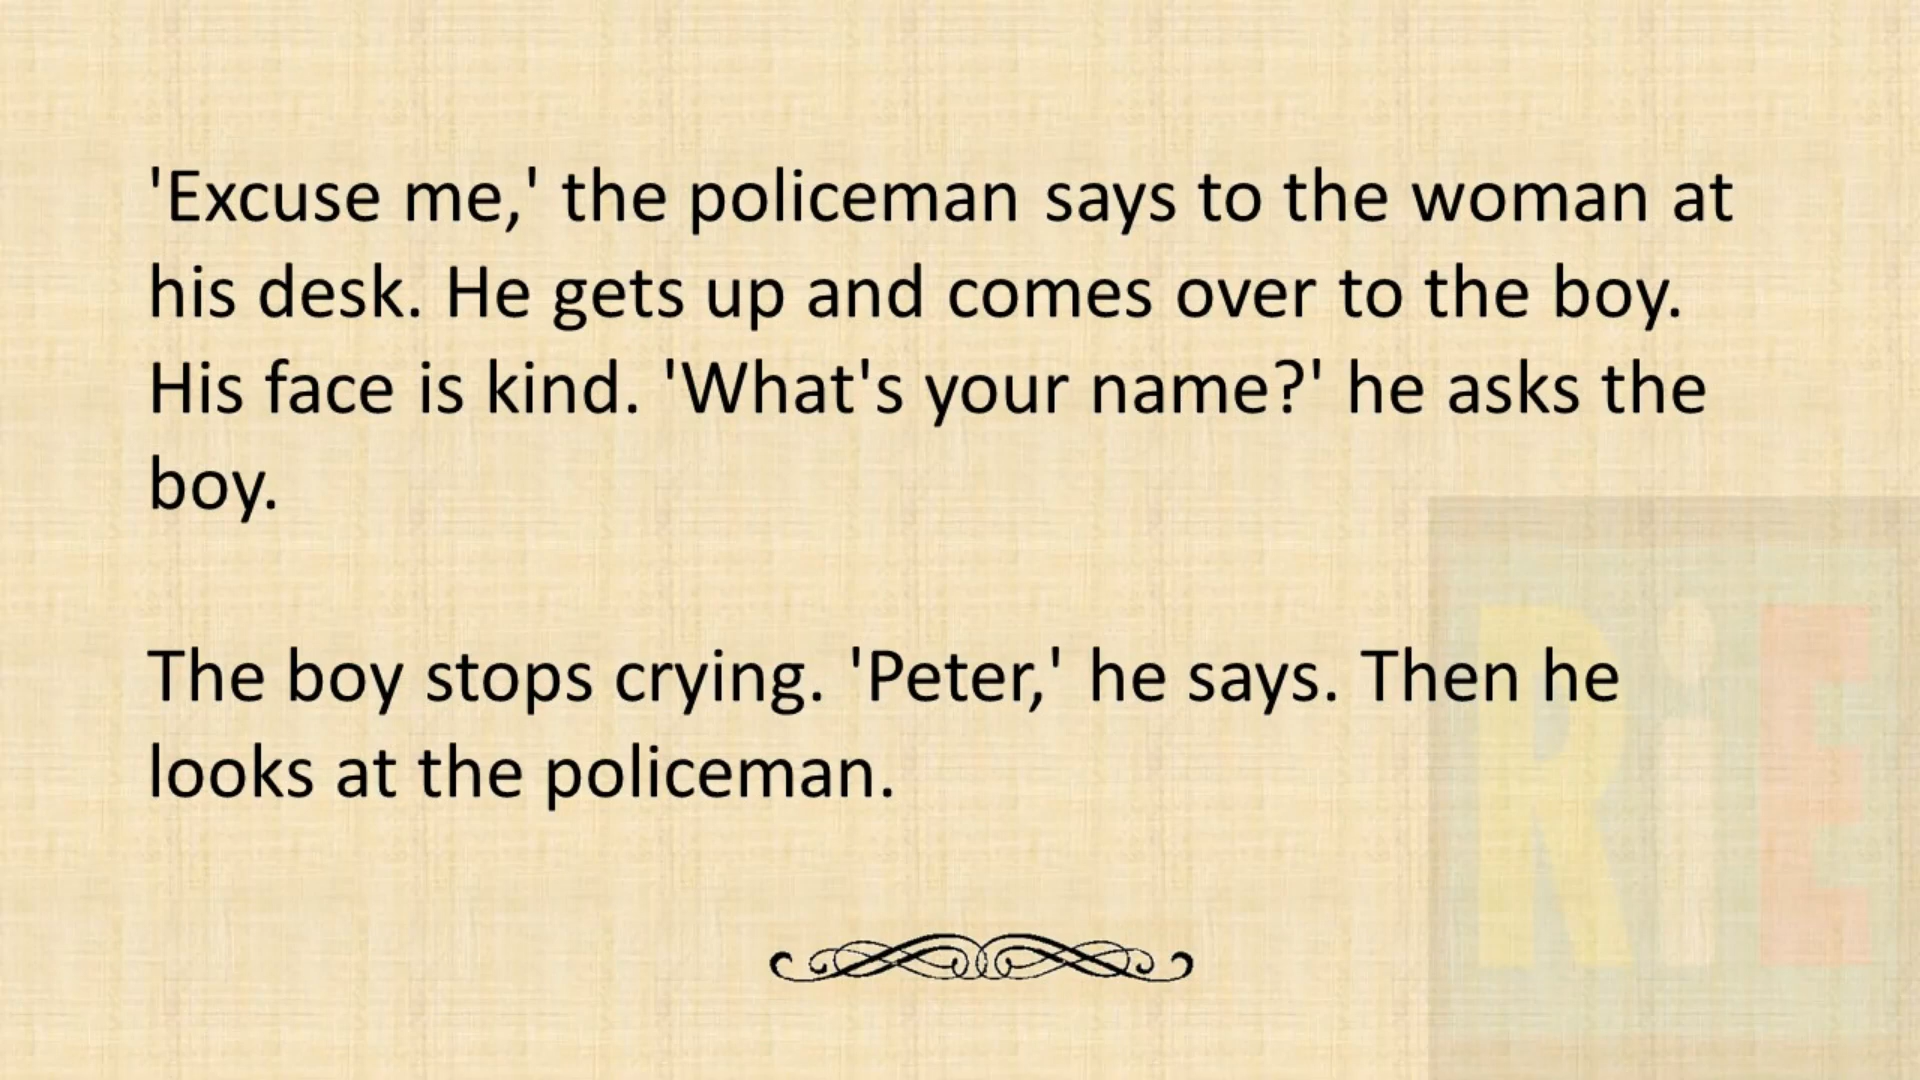 'Excuse me,' the policeman says to the woman at
his desk. He gets up and comes over to the boy.
His face is kind. 'What's your name?' he asks the
boy.
The boy stops crying. 'Peter,' he says. Then he
looks at the policeman.
RiE